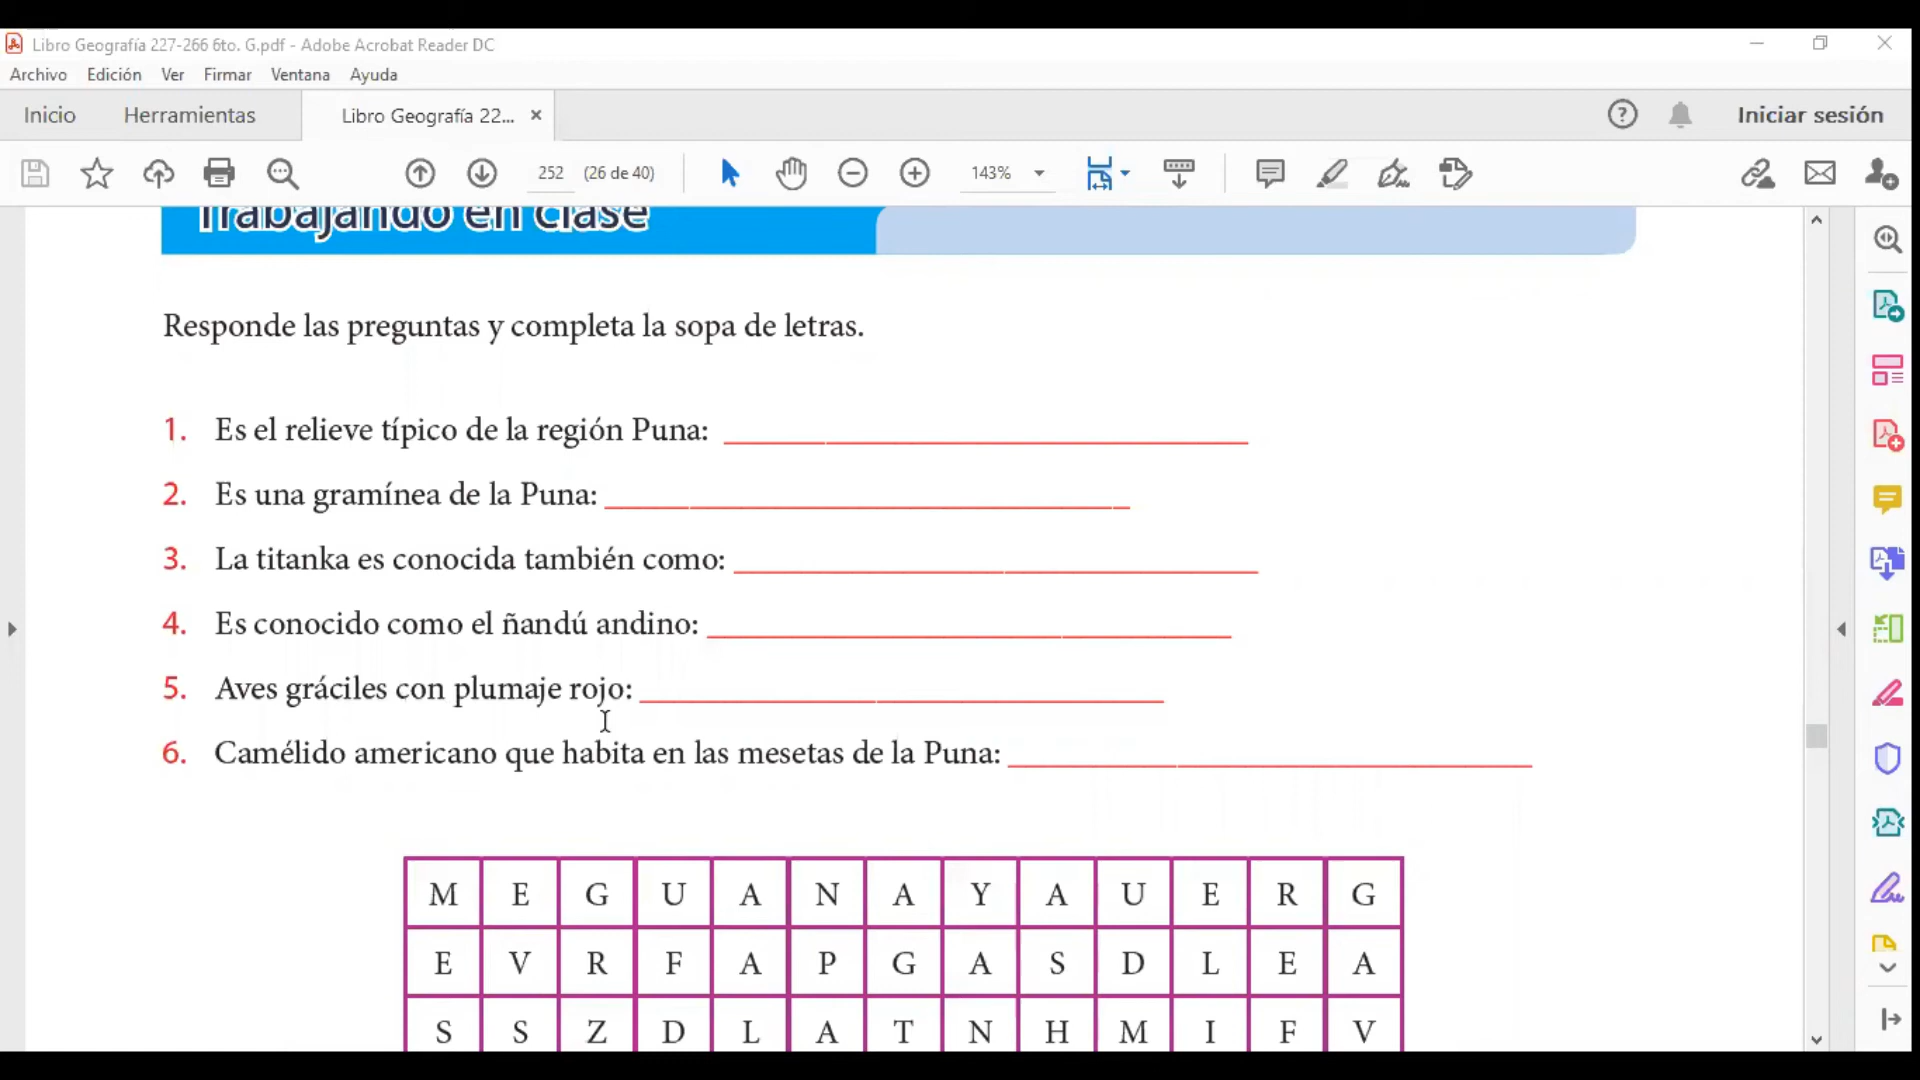 Libro Geografía 227-266 6to. G.pdf - Adobe Acrobat Reader DC
Archivo Edición Ver Firmar Ventana Ayuda
Inicio Herramientas Libro Geografía 22... Iniciar sesión
252 (26 de 40) 143%
Trabajando en clase
Responde las preguntas y completa la sopa de letras.
1. Es el relieve típico de la región Puna:
2. Es una gramínea de la Puna:
3. La titanka es conocida también como:
4. Es conocido como el ñandú andino:
5. Aves gráciles con plumaje rojo:
6. Camélido americano que habita en las mesetas de la Puna:
M E G U A N A Y A U E R G
E V R F A P G A S D L E A
S S Z D L A T N H M I F V